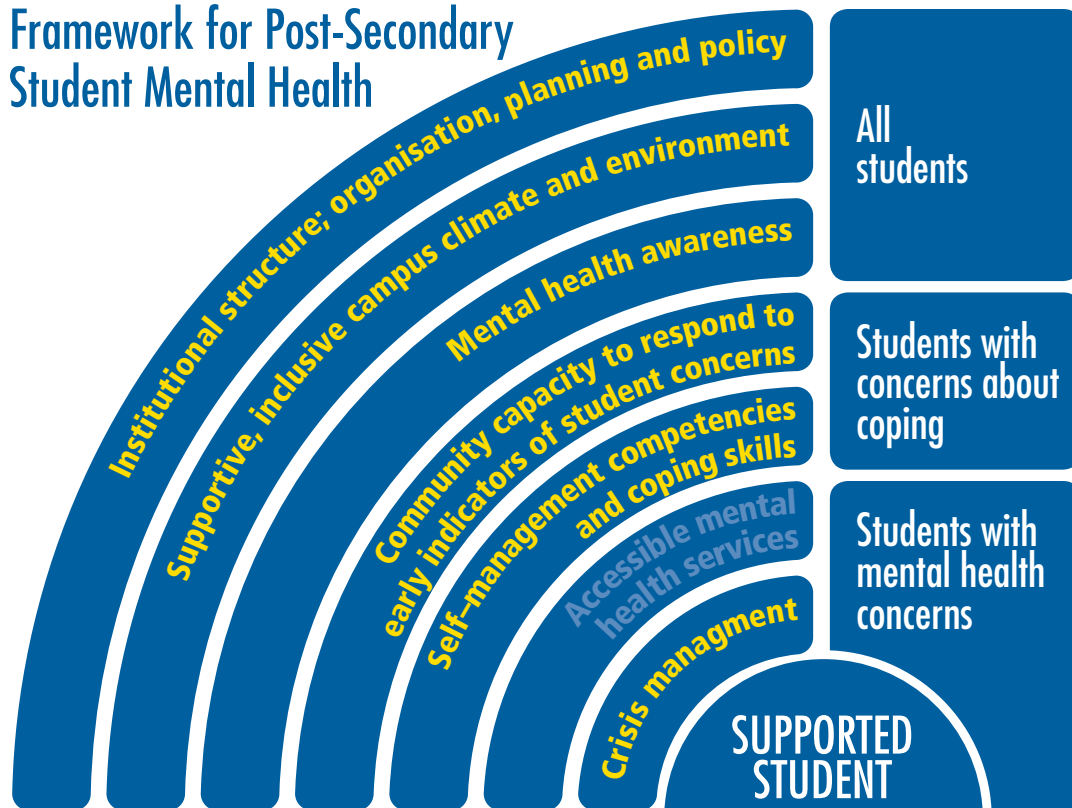 Framework for Post-Secondary
Student Mental Health
Institutional structure; organisation, planning and policy
Supportive, inclusive campus climate and environment
Mental health awareness
Community capacity to respond to
early indicators of student concerns
Self-management competencies
and coping skills
Accessible mental
health services
Crisis managment
All
students
Students with
concerns about
coping
Students with
mental health
concerns
SUPPORTED
STUDENT